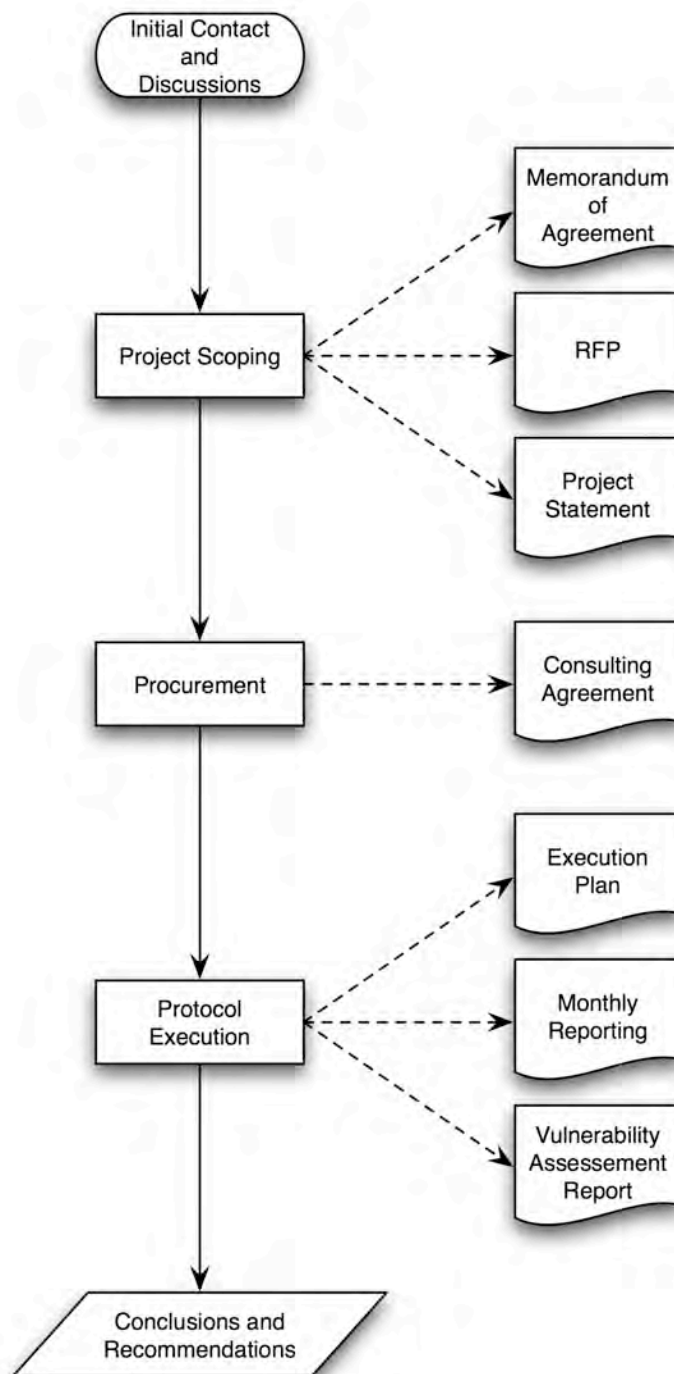 Initial Contact
and
Discussions
Memorandum
of
Agreement
Project Scoping
RFP
Project
Statement
Procurement
Consulting
Agreement
Execution
Plan
Protocol
Execution
Monthly
Reporting
Vulnerability
Assessement
Report
Conclusions and
Recommendations